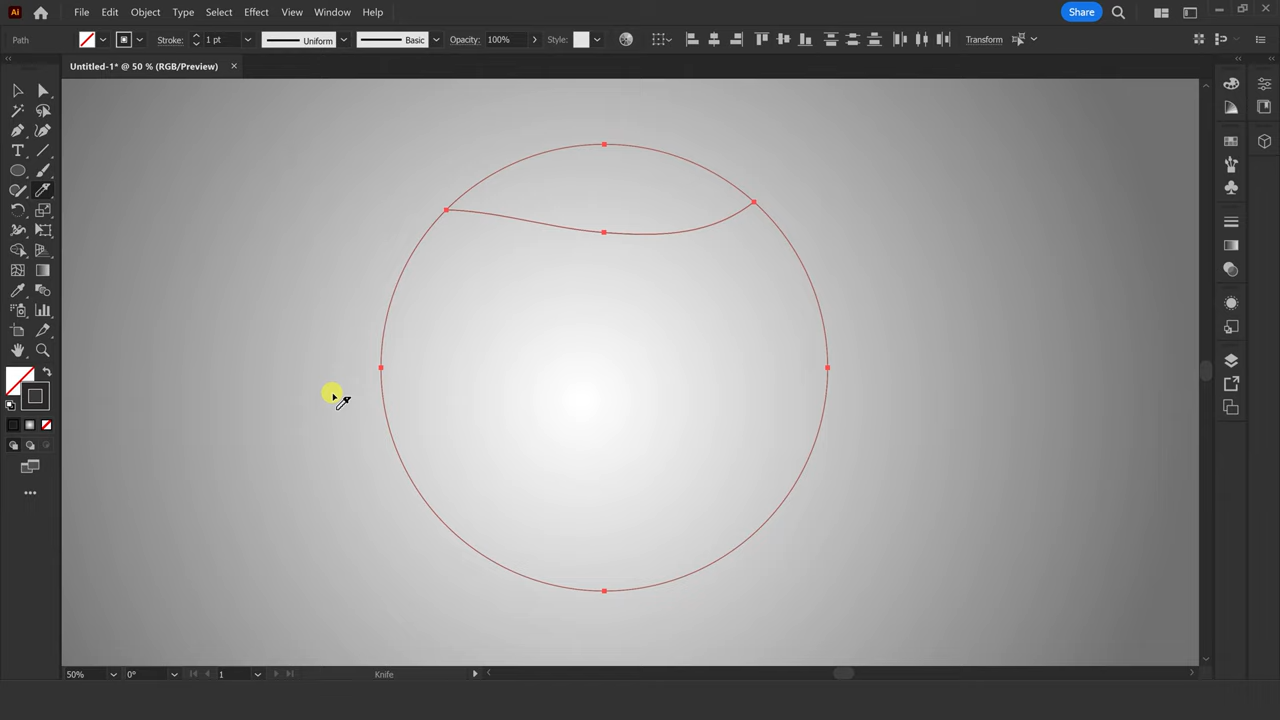 Ai File Edit Object Type Select Effect View Window Help Share
Path Stroke: 1 pt Uniform Basic Opacity: 100% Style: Transform
Untitled-1* @ 50 % (RGB/Preview) ×
T
50% 0° 1 Knife